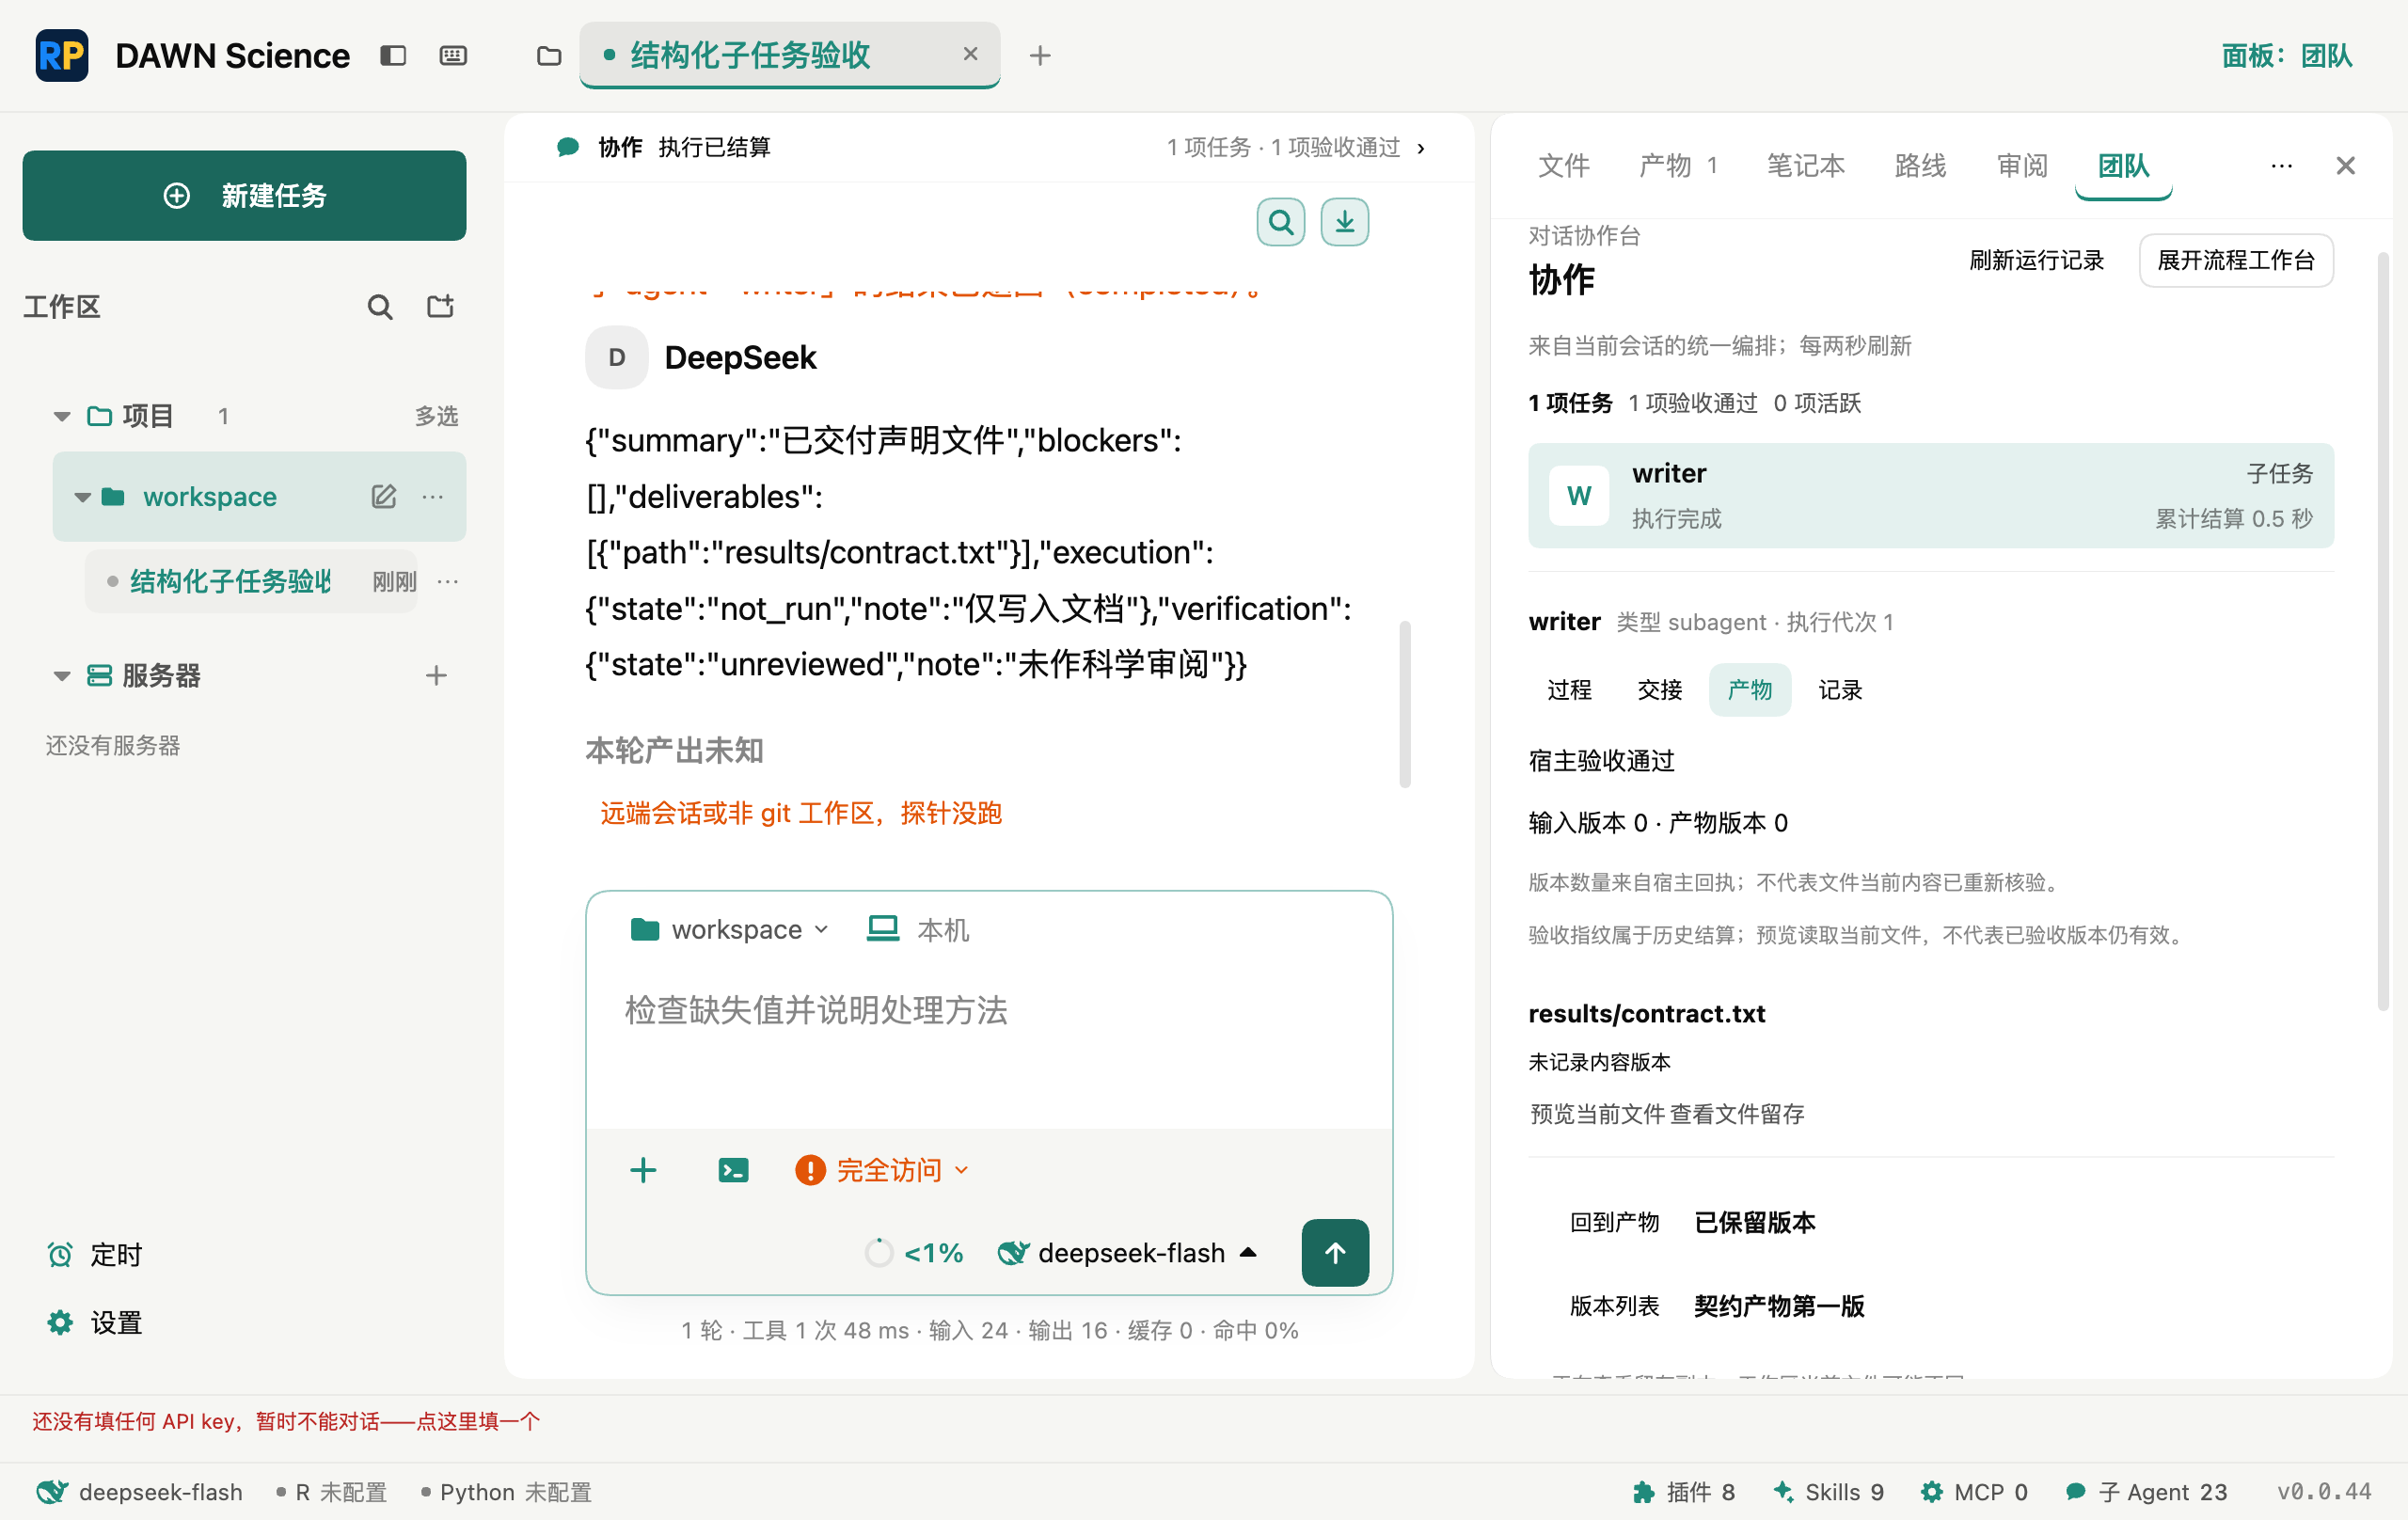 RP DAWN Science
结构化子任务验收
面板：团队
新建任务
工作区
项目 1 多选
workspace
结构化子任务验收 刚刚
服务器
还没有服务器
定时
设置
协作 执行已结算 1 项任务 · 1 项验收通过
D DeepSeek
{"summary":"已交付声明文件","blockers":
[],"deliverables":
[{"path":"results/contract.txt"}],"execution":
{"state":"not_run","note":"仅写入文档"},"verification":
{"state":"unreviewed","note":"未作科学审阅"}}
本轮产出未知
远端会话或非 git 工作区，探针没跑
workspace 本机
检查缺失值并说明处理方法
完全访问
<1% deepseek-flash
1 轮 · 工具 1 次 48 ms · 输入 24 · 输出 16 · 缓存 0 · 命中 0%
文件 产物 1 笔记本 路线 审阅 团队
对话协作台
协作
刷新运行记录 展开流程工作台
来自当前会话的统一编排；每两秒刷新
1 项任务 1 项验收通过 0 项活跃
W writer 子任务
执行完成 累计结算 0.5 秒
writer 类型 subagent · 执行代次 1
过程 交接 产物 记录
宿主验收通过
输入版本 0 · 产物版本 0
版本数量来自宿主回执；不代表文件当前内容已重新核验。
验收指纹属于历史结算；预览读取当前文件，不代表已验收版本仍有效。
results/contract.txt
未记录内容版本
预览当前文件 查看文件留存
回到产物 已保留版本
版本列表 契约产物第一版
还没有填任何 API key，暂时不能对话——点这里填一个
deepseek-flash R 未配置 Python 未配置
插件 8 Skills 9 MCP 0 子 Agent 23 v0.0.44